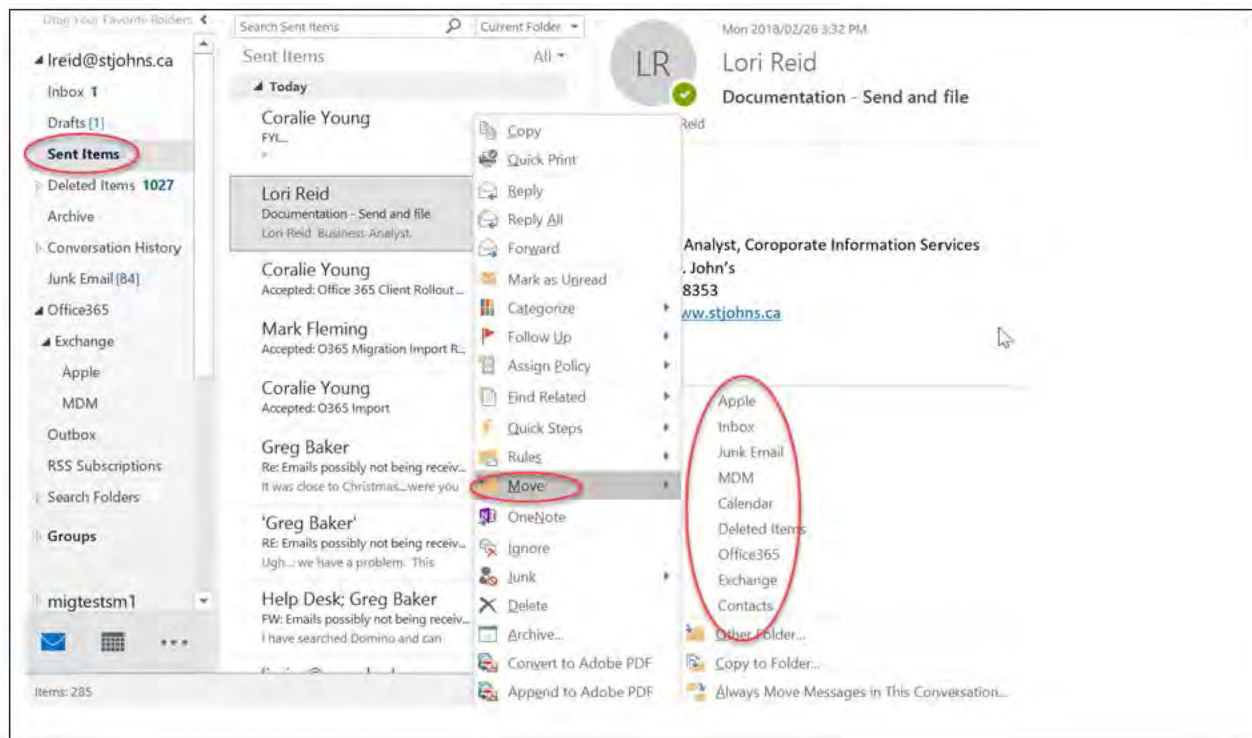 Drag Your Favorite Folders
lreid@stjohns.ca
Inbox 1
Drafts [1]
Sent Items
Deleted Items 1027
Archive
Conversation History
Junk Email [84]
Office365
Exchange
Apple
MDM
Outbox
RSS Subscriptions
Search Folders
Groups
migtestsm1
Items: 285
Search Sent Items
Current Folder
Sent Items
All
Today
Coralie Young
FYI...
Lori Reid
Documentation - Send and file
Lori Reid Business Analyst,
Coralie Young
Accepted: Office 365 Client Rollout ...
Mark Fleming
Accepted: O365 Migration Import R...
Coralie Young
Accepted: O365 Import
Greg Baker
Re: Emails possibly not being receiv...
It was close to Christmas...were you
'Greg Baker'
RE: Emails possibly not being receiv...
Ugh... we have a problem. This
Help Desk; Greg Baker
FW: Emails possibly not being receiv...
I have searched Domino and can
Copy
Quick Print
Reply
Reply All
Forward
Mark as Unread
Categorize
Follow Up
Assign Policy
Find Related
Quick Steps
Rules
Move
OneNote
Ignore
Junk
Delete
Archive...
Convert to Adobe PDF
Append to Adobe PDF
Mon 2018/02/26 3:32 PM
LR
Lori Reid
Documentation - Send and file
Reid
Analyst, Coroporate Information Services
. John's
8353
ww.stjohns.ca
Apple
Inbox
Junk Email
MDM
Calendar
Deleted Items
Office365
Exchange
Contacts
Other Folder...
Copy to Folder...
Always Move Messages in This Conversation...